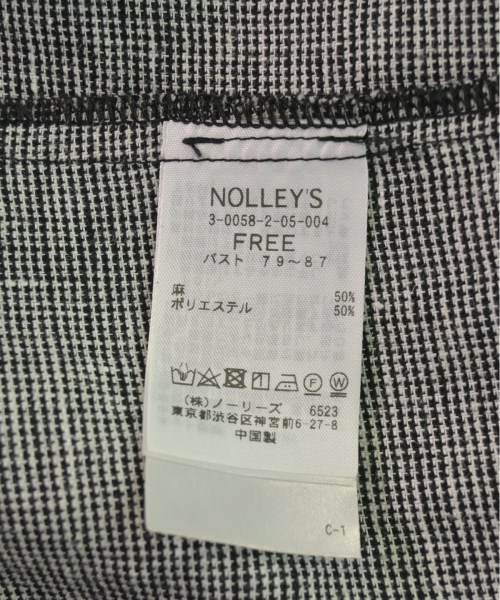 NOLLEY'S
3-0058-2-05-004
FREE
バスト 79～87
麻 50%
ポリエステル 50%
(株)ノーリーズ 6523
東京都渋谷区神宮前6-27-8
中国製
C-1